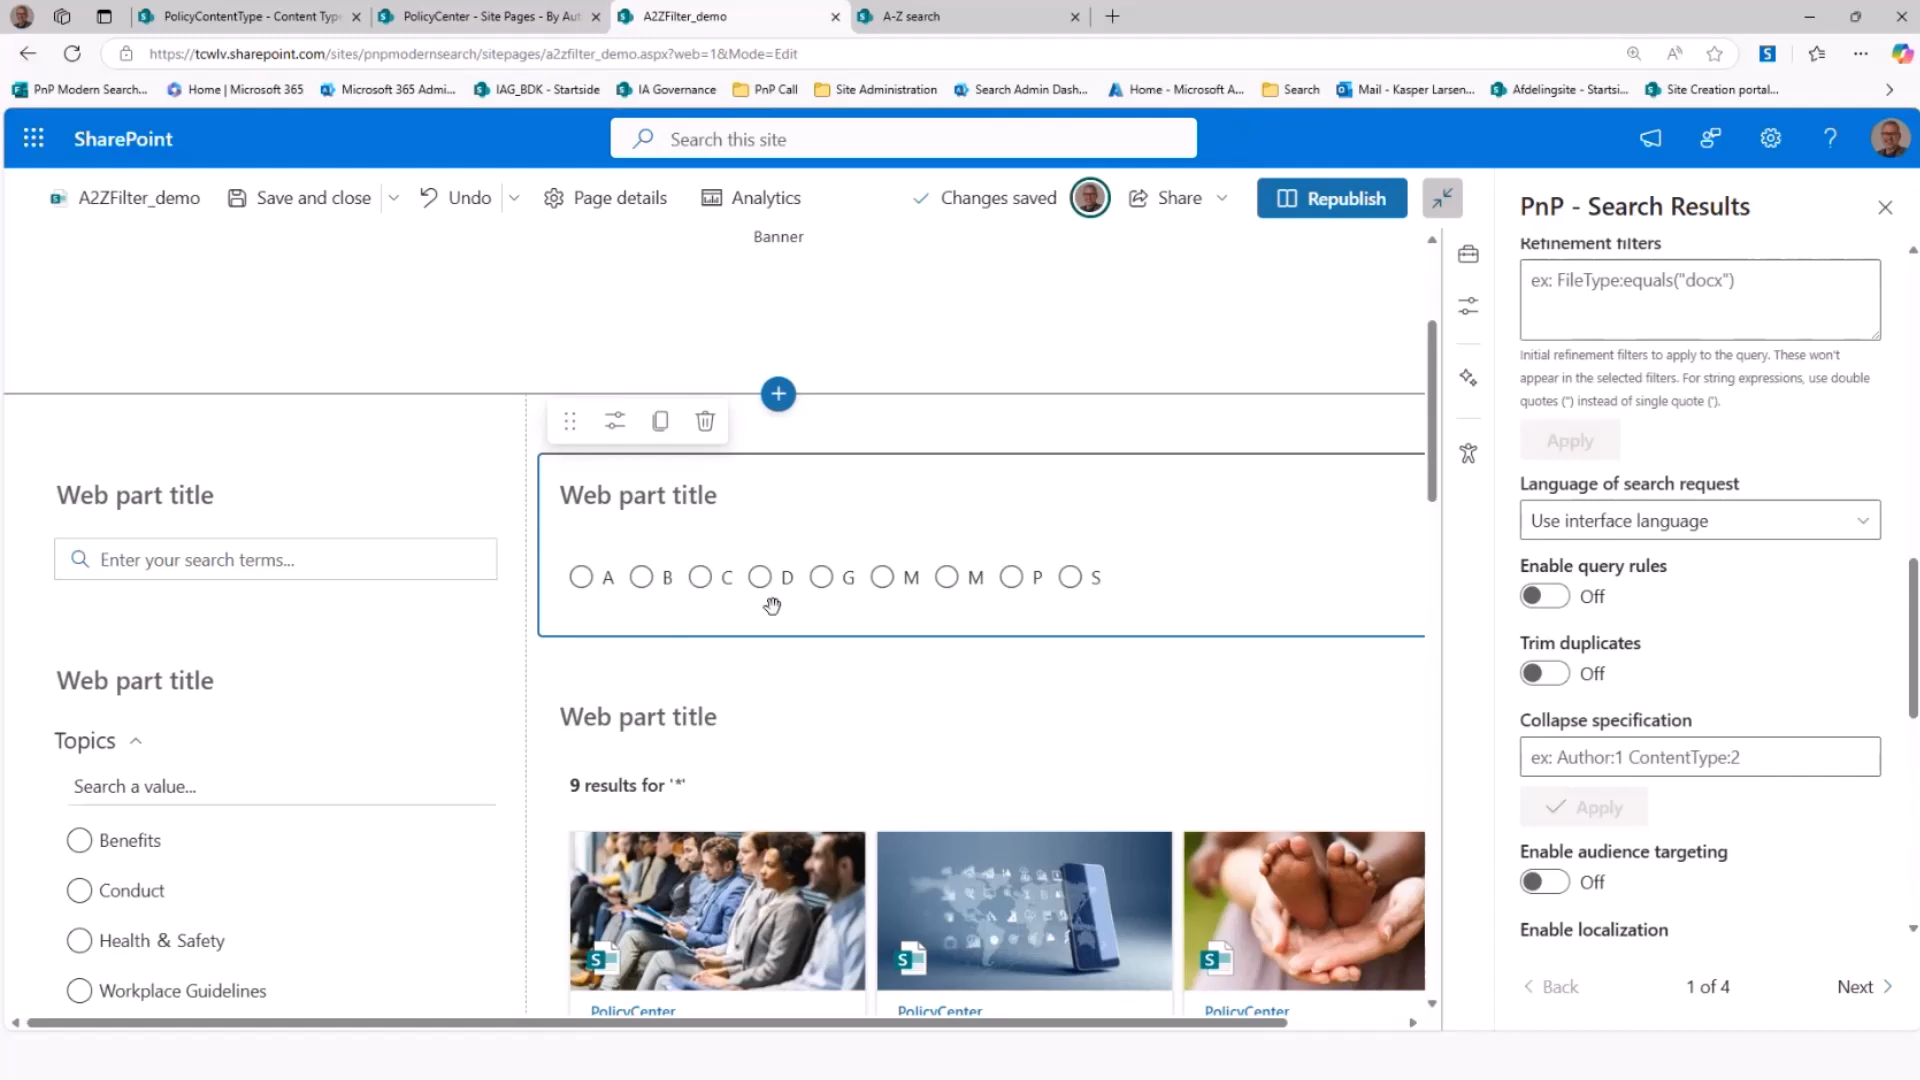 PolicyContentType - Content Typ
PolicyCenter - Site Pages - By Aut
A2ZFilter_demo
A-Z search
https://tcwlv.sharepoint.com/sites/pnpmodernsearch/sitepages/a2zfilter_demo.aspx?web=1&Mode=Edit
PnP Modern Search...
Home | Microsoft 365
Microsoft 365 Admi...
IAG_BDK - Startside
IA Governance
PnP Call
Site Administration
Search Admin Dash...
Home - Microsoft A...
Search
Mail - Kasper Larsen...
Afdelingsite - Startsi...
Site Creation portal...
SharePoint
Search this site
A2ZFilter_demo
Save and close
Undo
Page details
Analytics
Changes saved
Share
Republish
Banner
Web part title
Enter your search terms...
Web part title
Topics
Search a value...
Benefits
Conduct
Health & Safety
Workplace Guidelines
Web part title
A B C D G M M P S
Web part title
9 results for '*'
S
S
S
PolicyCenter
PolicyCenter
PolicyCenter
PnP - Search Results
Refinement filters
ex: FileType:equals("docx")
Initial refinement filters to apply to the query. These won't
appear in the selected filters. For string expressions, use double
quotes (") instead of single quote (').
Apply
Language of search request
Use interface language
Enable query rules
Off
Trim duplicates
Off
Collapse specification
ex: Author:1 ContentType:2
Apply
Enable audience targeting
Off
Enable localization
Back
1 of 4
Next